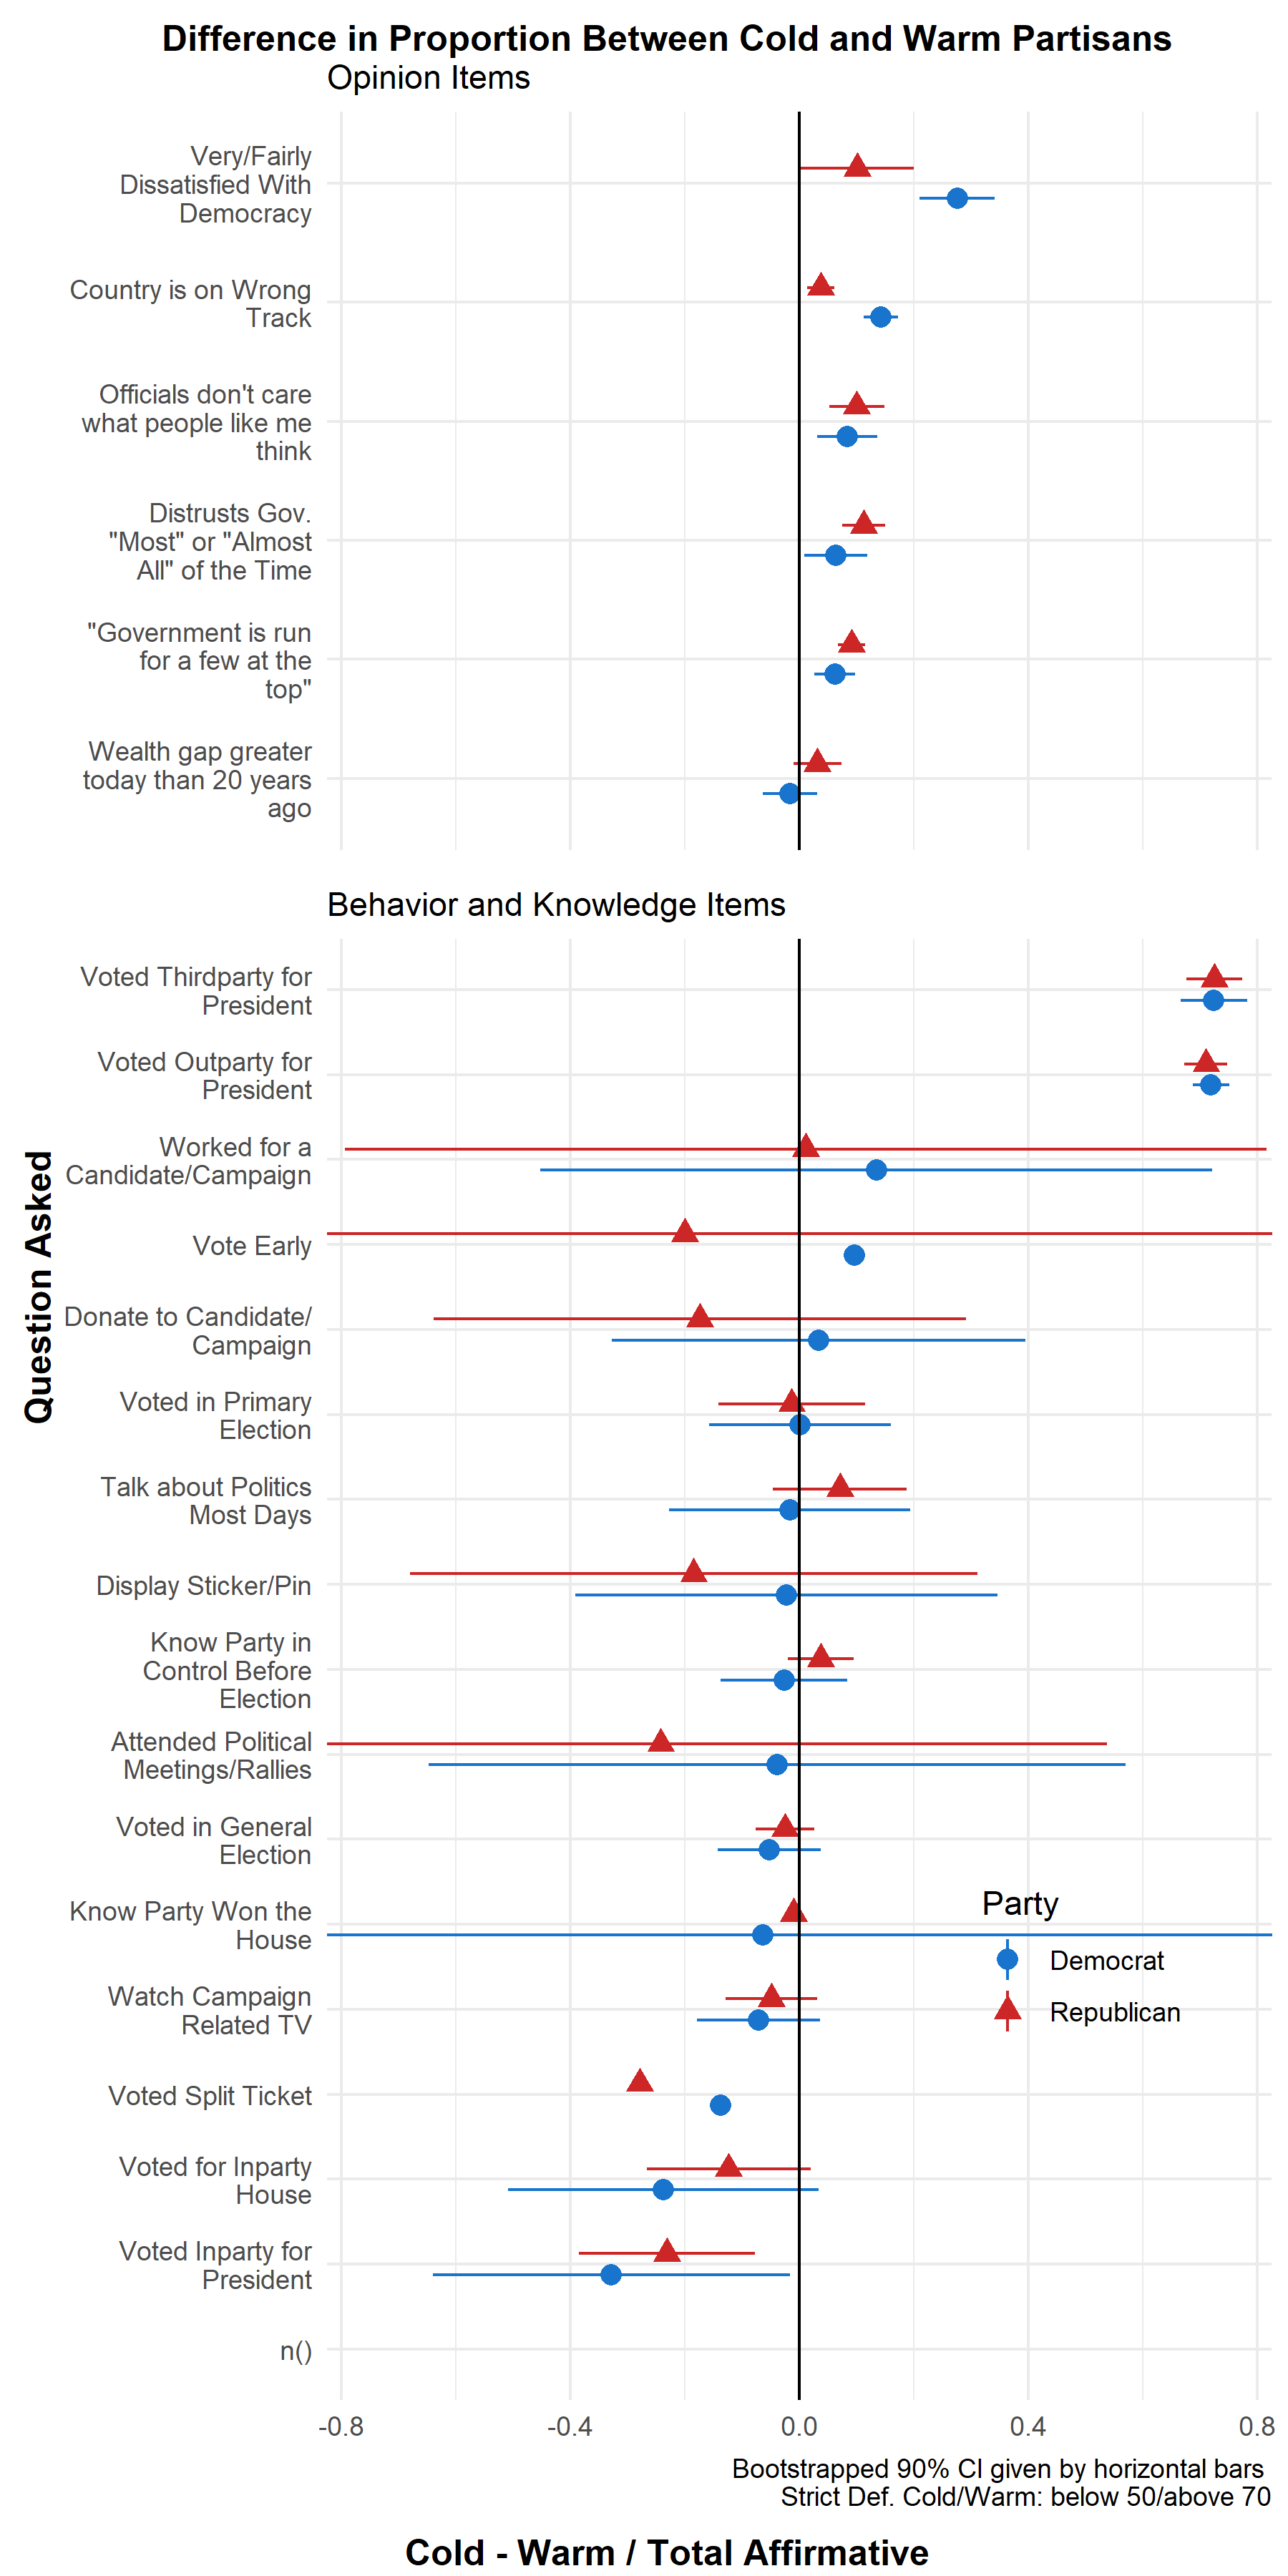 Difference in Proportion Between Cold and Warm Partisans
Opinion Items
Very/Fairly
Dissatisfied With
Democracy
Country is on Wrong
Track
Officials don't care
what people like me
think
Distrusts Gov.
"Most" or "Almost
All" of the Time
"Government is run
for a few at the
top"
Wealth gap greater
today than 20 years
ago
Behavior and Knowledge Items
Question Asked
Voted Thirdparty for
President
Voted Outparty for
President
Worked for a
Candidate/Campaign
Vote Early
Donate to Candidate/
Campaign
Voted in Primary
Election
Talk about Politics
Most Days
Display Sticker/Pin
Know Party in
Control Before
Election
Attended Political
Meetings/Rallies
Voted in General
Election
Know Party Won the
House
Watch Campaign
Related TV
Voted Split Ticket
Voted for Inparty
House
Voted Inparty for
President
n()
Party
Democrat
Republican
-0.8 -0.4 0.0 0.4 0.8
Bootstrapped 90% CI given by horizontal bars
Strict Def. Cold/Warm: below 50/above 70
Cold - Warm / Total Affirmative